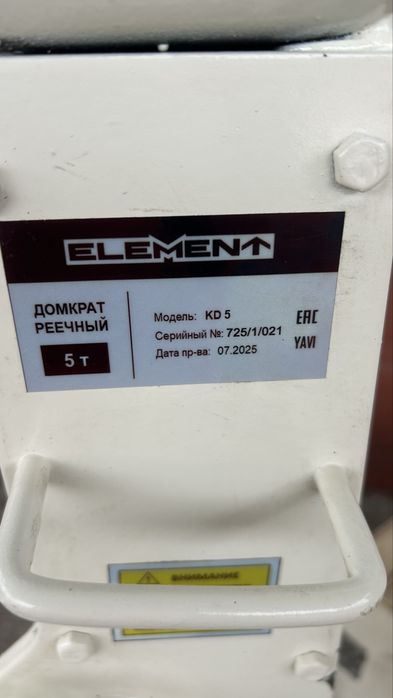 ELEMENT
ДОМКРАТ
РЕЕЧНЫЙ
5 т
Модель: KD 5
Серийный №: 725/1/021
Дата пр-ва: 07.2025
EAC
YAVI
ВНИМАНИЕ